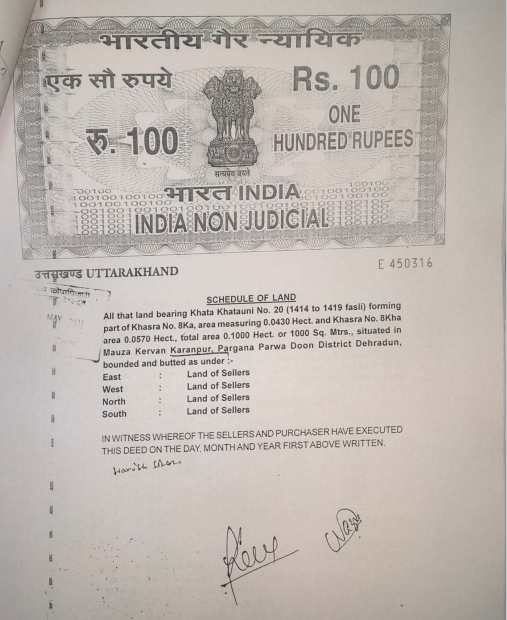 भारतीय गैर न्यायिक
एक सौ रुपये
Rs. 100
रु. 100
ONE
HUNDRED RUPEES
सत्यमेव जयते
भारत INDIA
INDIA NON JUDICIAL
उत्तराखण्ड UTTARAKHAND
E 450316
SCHEDULE OF LAND
All that land bearing Khata Khatauni No. 20 (1414 to 1419 fasli) forming
part of Khasra No. 8Ka, area measuring 0.0430 Hect. and Khasra No. 8Kha
area 0.0570 Hect., total area 0.1000 Hect. or 1000 Sq. Mtrs., situated in
Mauza Kervan Karanpur, Pargana Parwa Doon District Dehradun,
bounded and butted as under :-
East : Land of Sellers
West : Land of Sellers
North : Land of Sellers
South : Land of Sellers
IN WITNESS WHEREOF THE SELLERS AND PURCHASER HAVE EXECUTED
THIS DEED ON THE DAY, MONTH AND YEAR FIRST ABOVE WRITTEN.